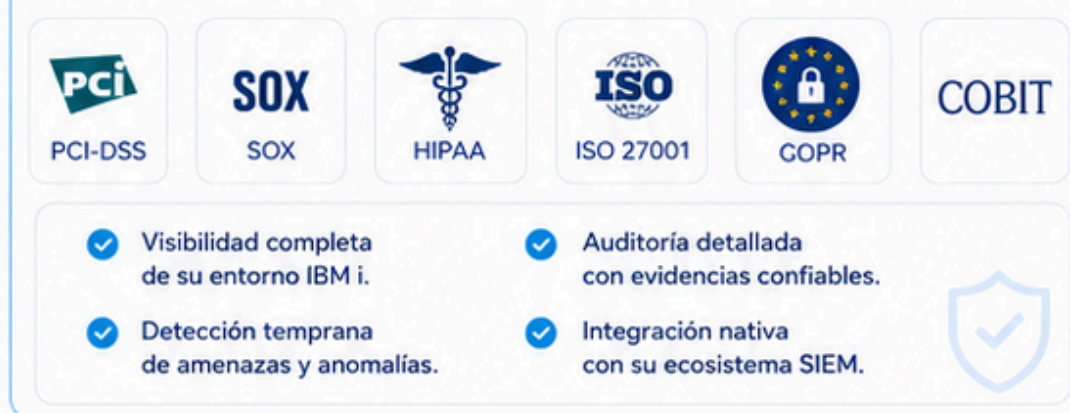 PCI
SOX
ISO
COBIT
PCI-DSS
SOX
HIPAA
ISO 27001
GOPR
Visibilidad completa
de su entorno IBM i.
Auditoría detallada
con evidencias confiables.
Detección temprana
de amenazas y anomalías.
Integración nativa
con su ecosistema SIEM.